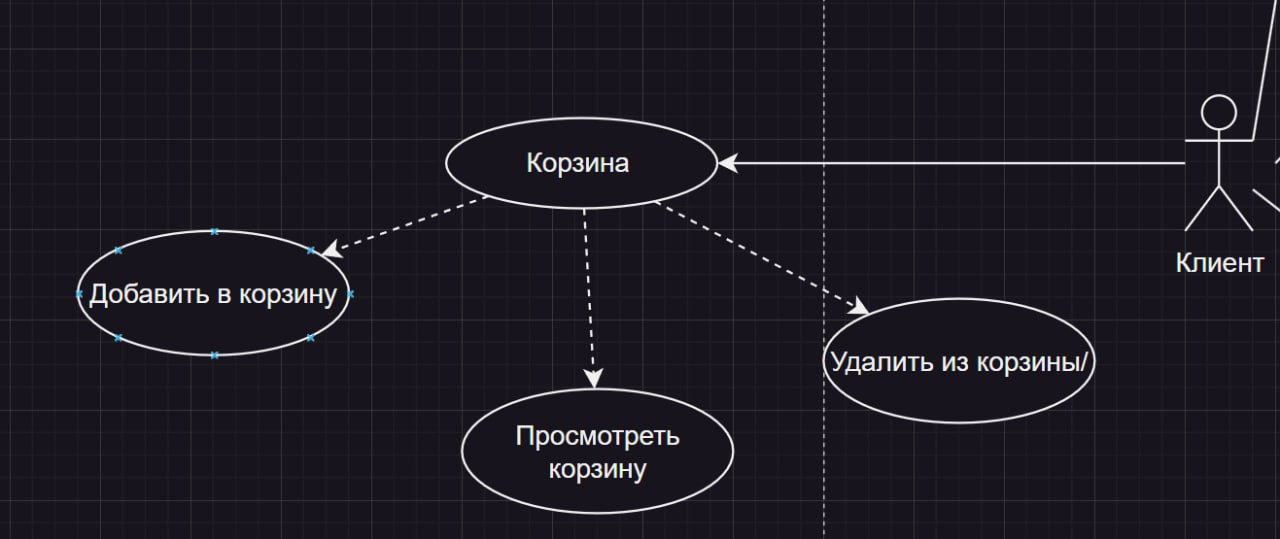 Корзина
Клиент
Добавить в корзину
Удалить из корзины/
Просмотреть
корзину